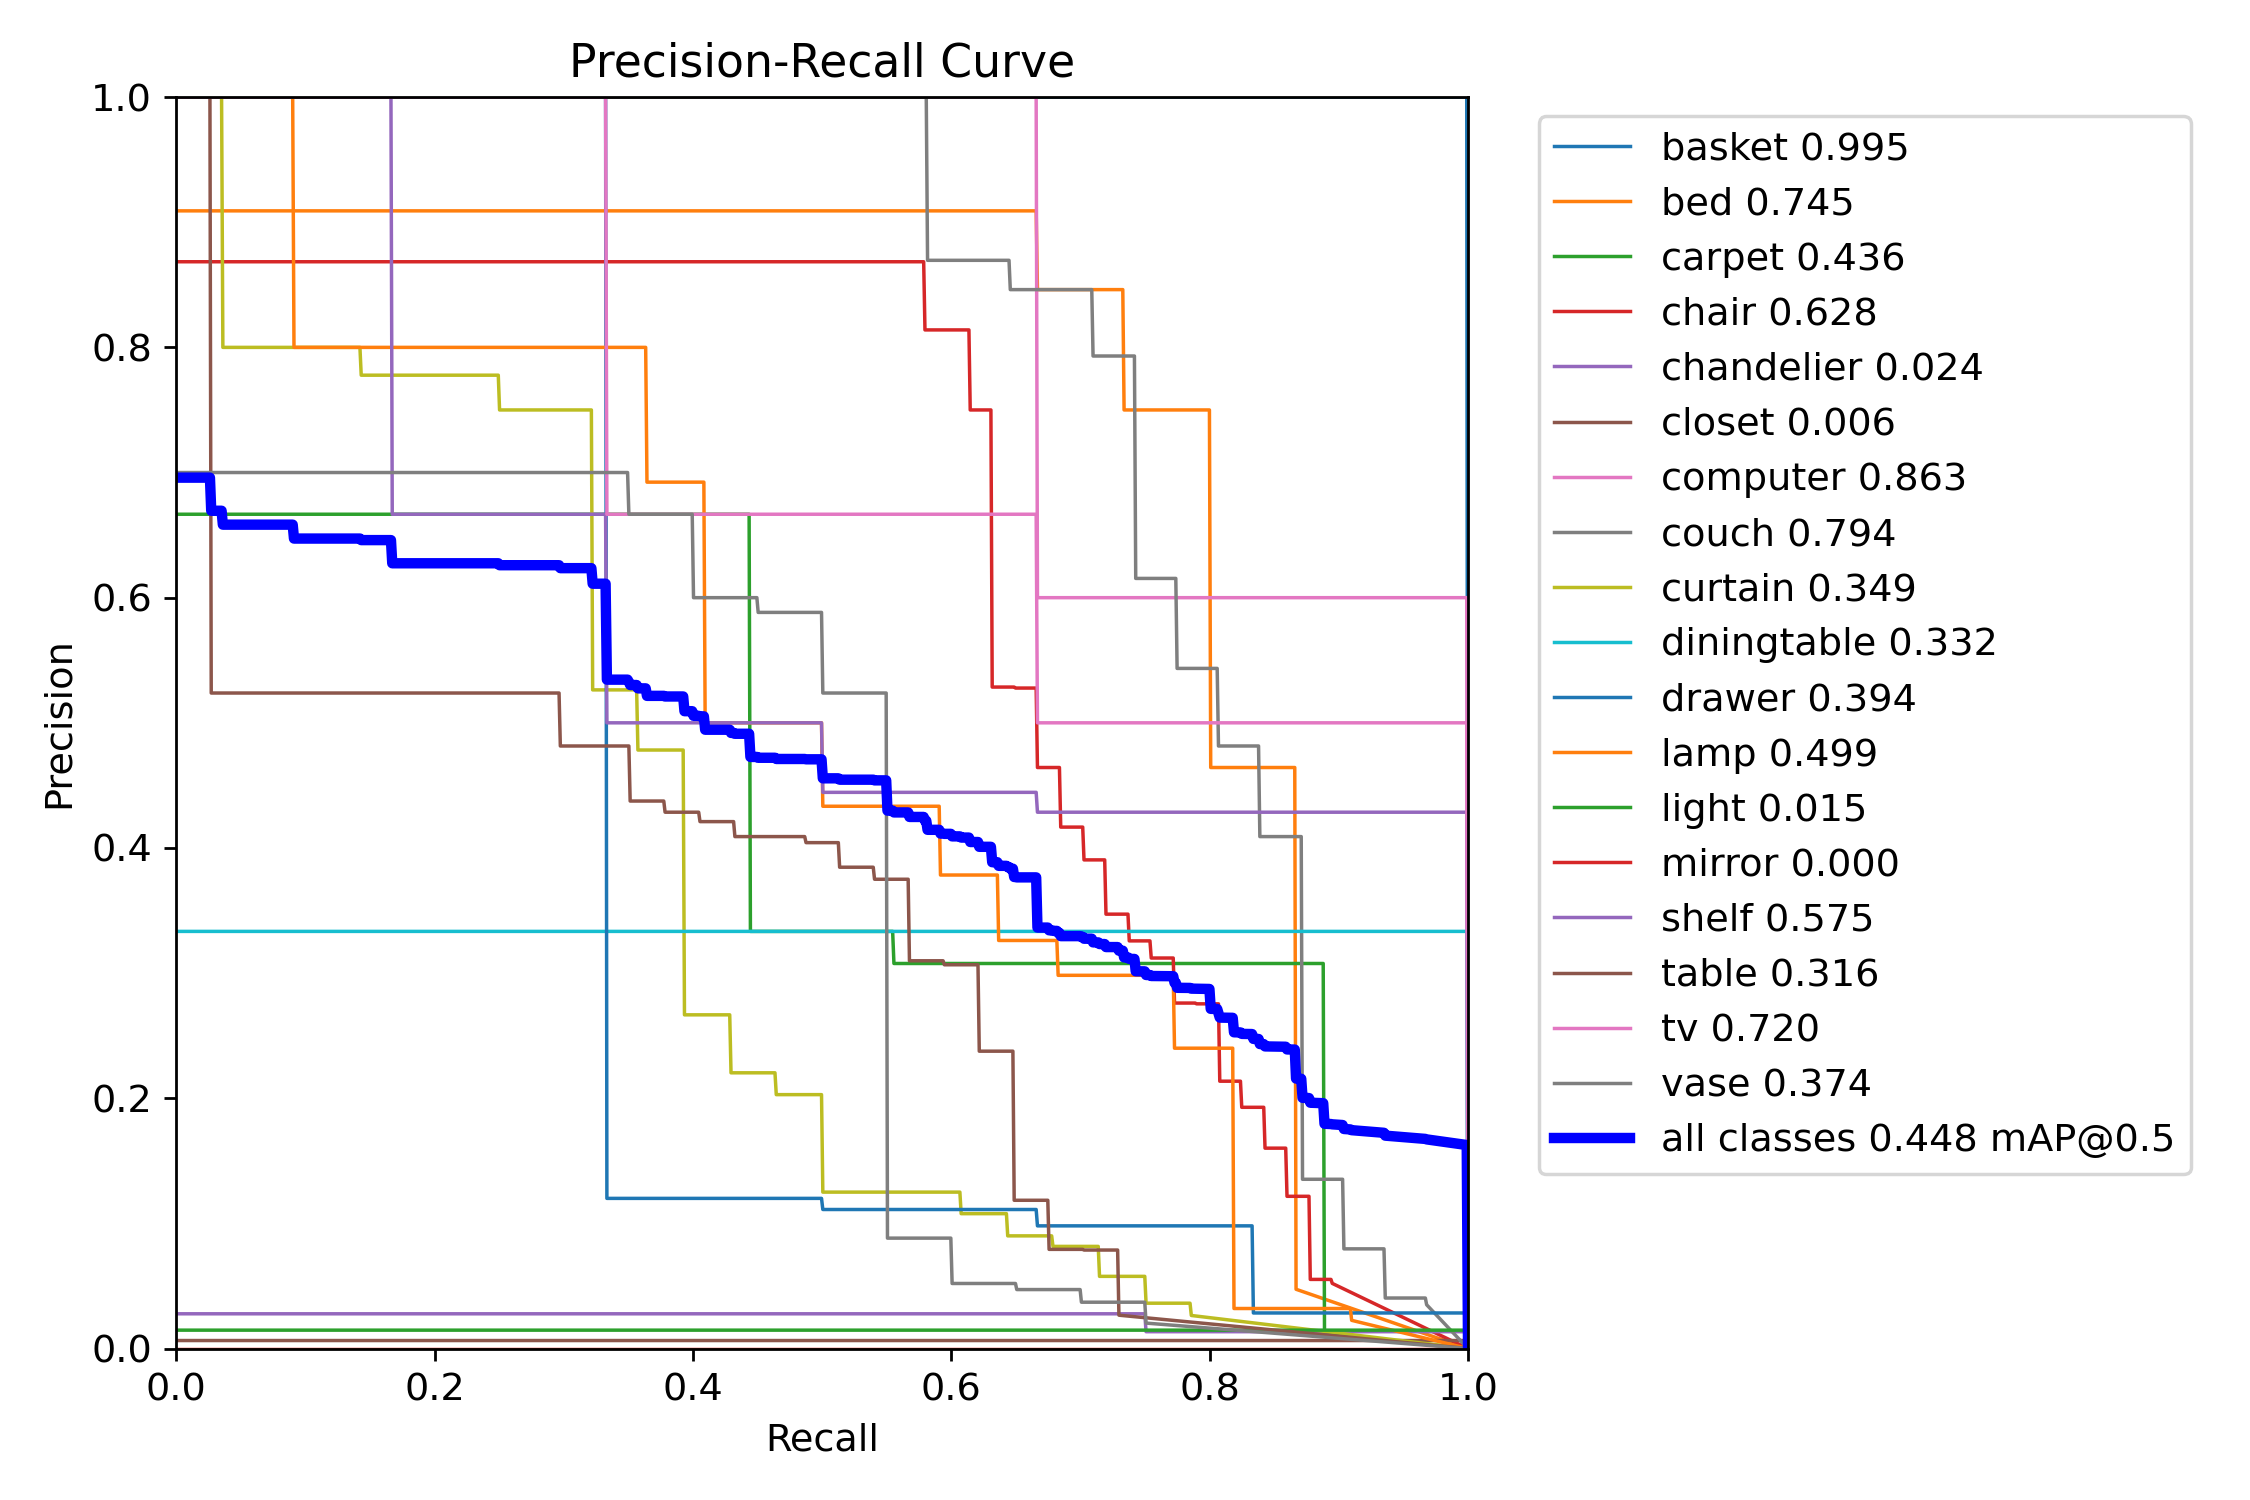 Precision-Recall Curve
1.0
0.8
0.6
0.4
0.2
0.0
Precision
0.0 0.2 0.4 0.6 0.8 1.0
Recall
basket 0.995
bed 0.745
carpet 0.436
chair 0.628
chandelier 0.024
closet 0.006
computer 0.863
couch 0.794
curtain 0.349
diningtable 0.332
drawer 0.394
lamp 0.499
light 0.015
mirror 0.000
shelf 0.575
table 0.316
tv 0.720
vase 0.374
all classes 0.448 mAP@0.5